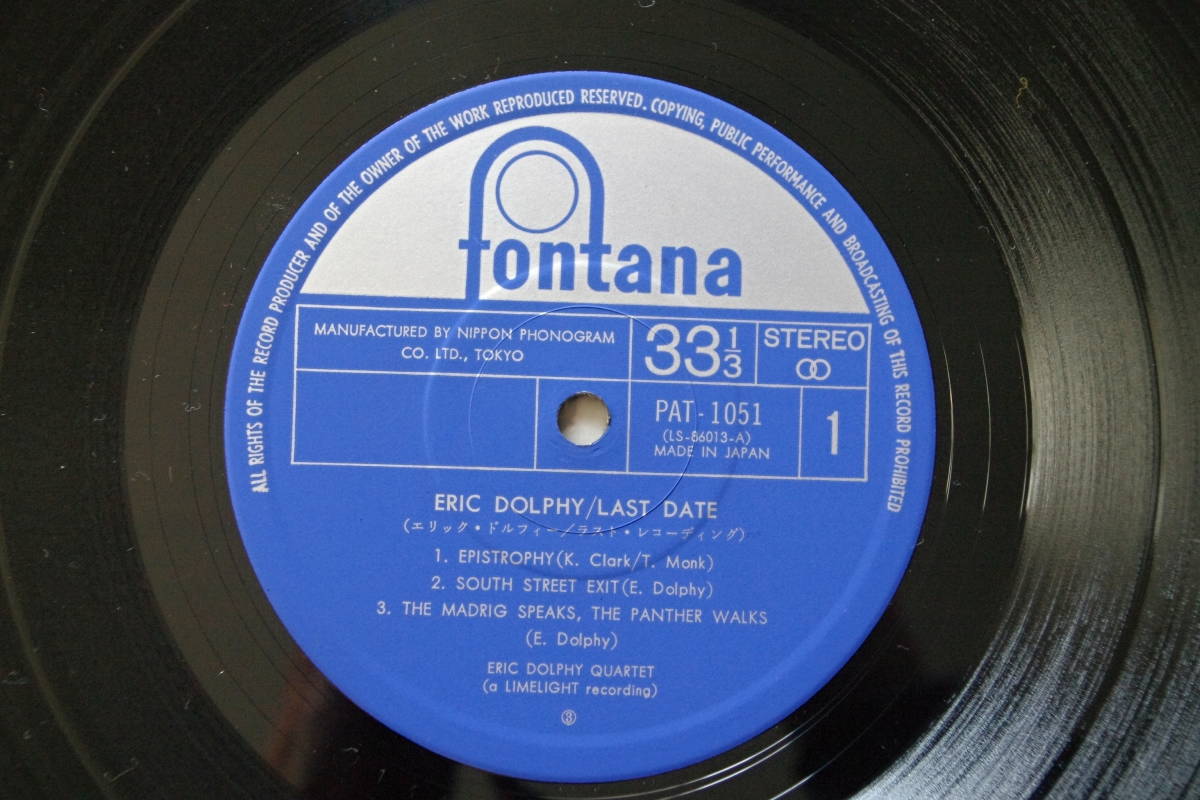 ALL RIGHTS OF THE RECORD PRODUCER AND OF THE OWNER OF THE WORK REPRODUCED RESERVED. COPYING, PUBLIC PERFORMANCE AND BROADCASTING OF THIS RECORD PROHIBITED
fontana
MANUFACTURED BY NIPPON PHONOGRAM
CO. LTD., TOKYO
33 1/3
STEREO
PAT-1051
(LS-86013-A)
MADE IN JAPAN
1
ERIC DOLPHY/LAST DATE
(エリック・ドルフィー/ラスト・レコーディング)
1. EPISTROPHY(K. Clark/T. Monk)
2. SOUTH STREET EXIT(E. Dolphy)
3. THE MADRIG SPEAKS, THE PANTHER WALKS
(E. Dolphy)
ERIC DOLPHY QUARTET
(a LIMELIGHT recording)
③